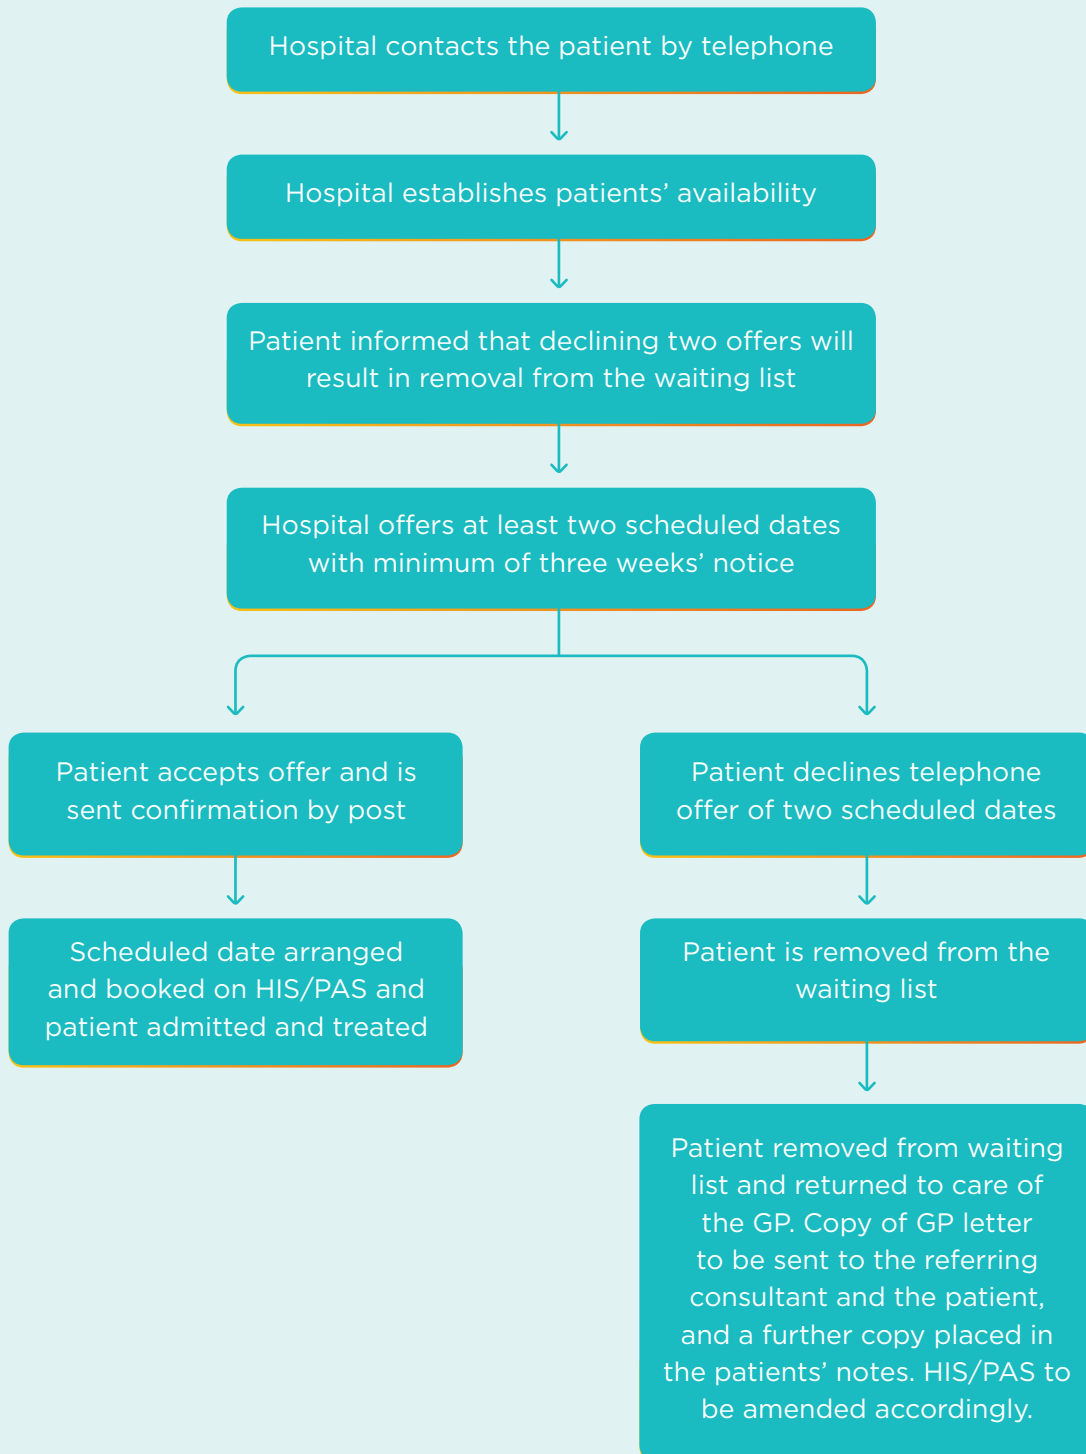 Hospital contacts the patient by telephone
Hospital establishes patients’ availability
Patient informed that declining two offers will
result in removal from the waiting list
Hospital offers at least two scheduled dates
with minimum of three weeks’ notice
Patient accepts offer and is
sent confirmation by post
Scheduled date arranged
and booked on HIS/PAS and
patient admitted and treated
Patient declines telephone
offer of two scheduled dates
Patient is removed from the
waiting list
Patient removed from waiting
list and returned to care of
the GP. Copy of GP letter
to be sent to the referring
consultant and the patient,
and a further copy placed in
the patients’ notes. HIS/PAS to
be amended accordingly.